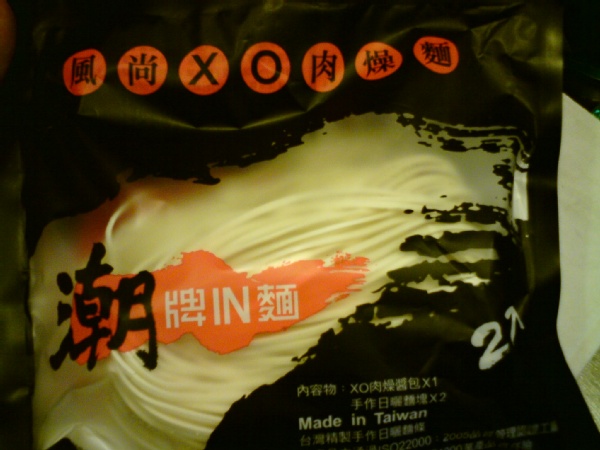 風尚XO肉燥麵
潮牌IN麵
2入
內容物：XO肉燥醬包X1
手作日曬麵塊X2
Made in Taiwan
台灣精製手作日曬麵條
ISO22000：2005